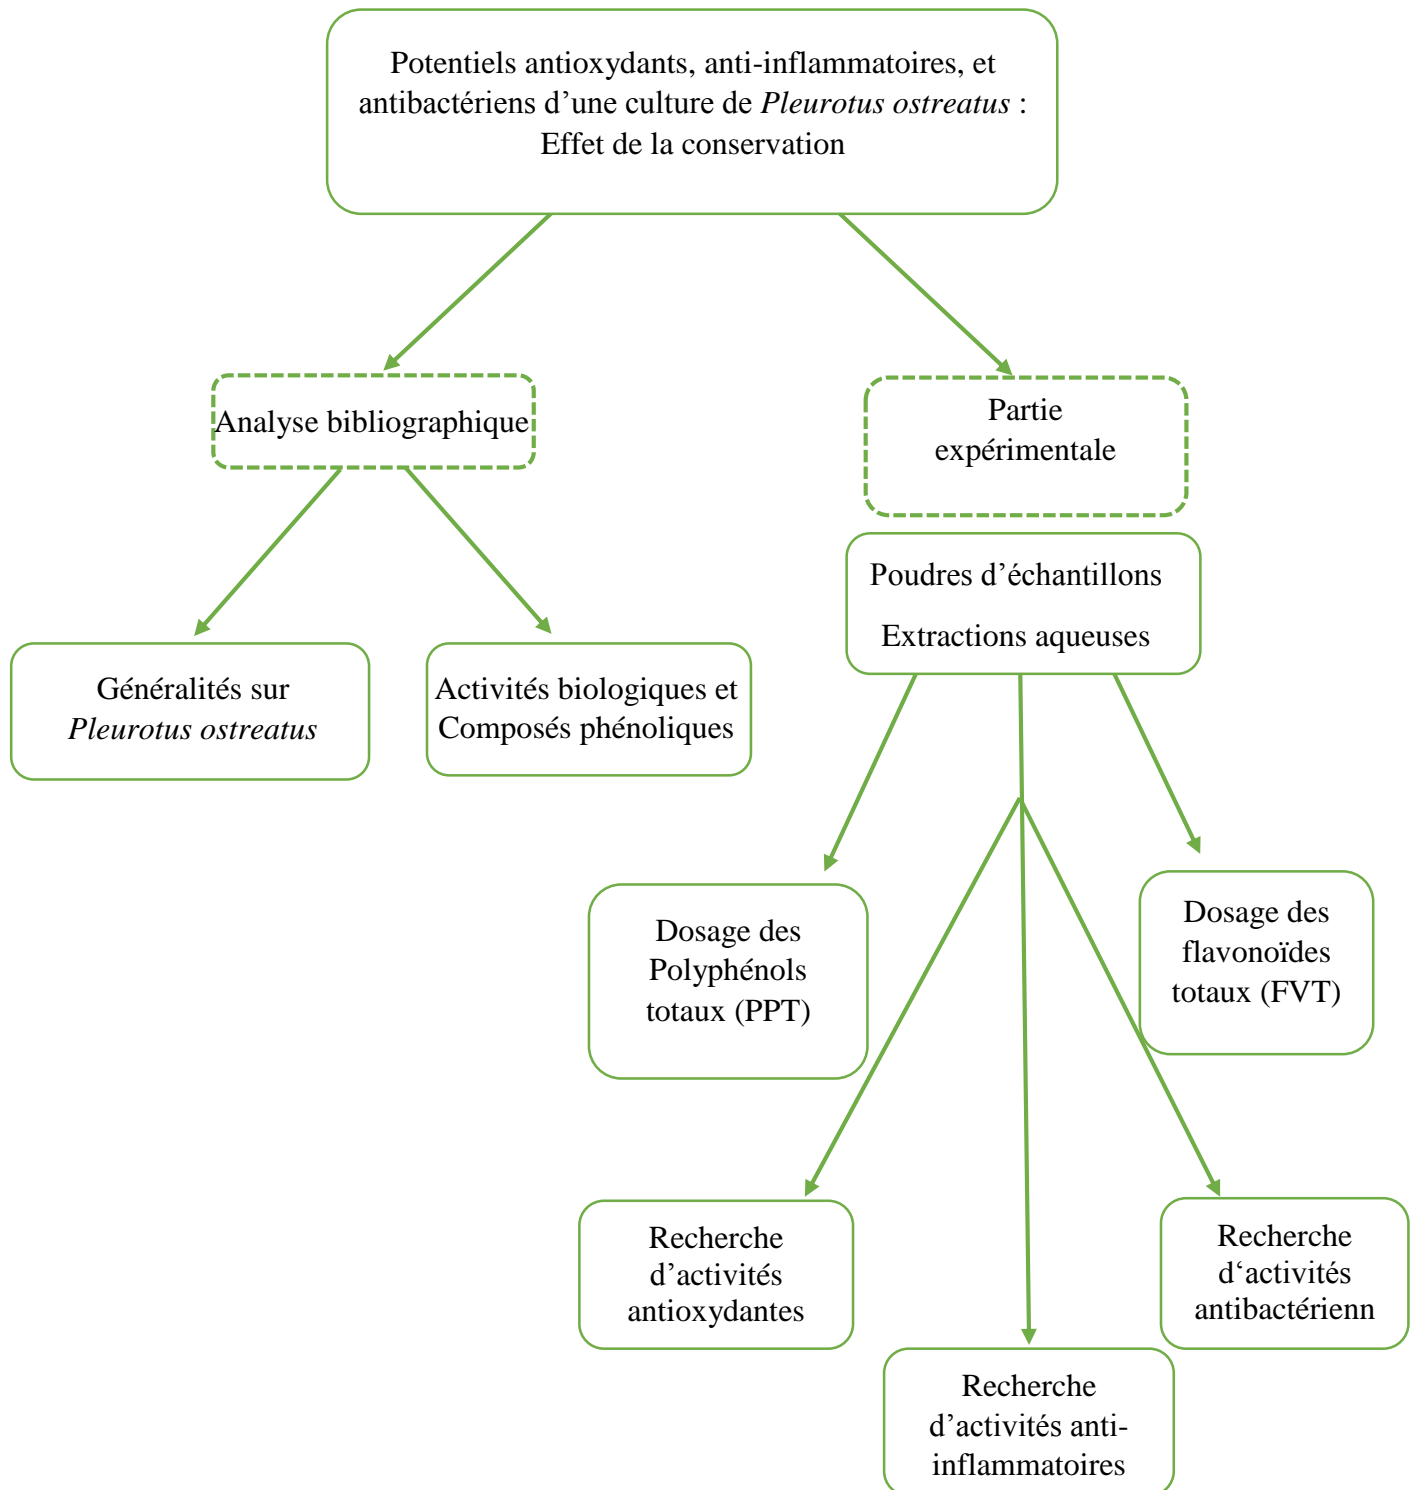 Potentiels antioxydants, anti-inflammatoires, et
antibactériens d’une culture de Pleurotus ostreatus :
Effet de la conservation
Analyse bibliographique
Partie
expérimentale
Poudres d’échantillons
Extractions aqueuses
Généralités sur
Pleurotus ostreatus
Activités biologiques et
Composés phénoliques
Dosage des
Polyphénols
totaux (PPT)
Dosage des
flavonoïdes
totaux (FVT)
Recherche
d’activités
antioxydantes
Recherche
d’activités anti-
inflammatoires
Recherche
d‘activités
antibactérienn